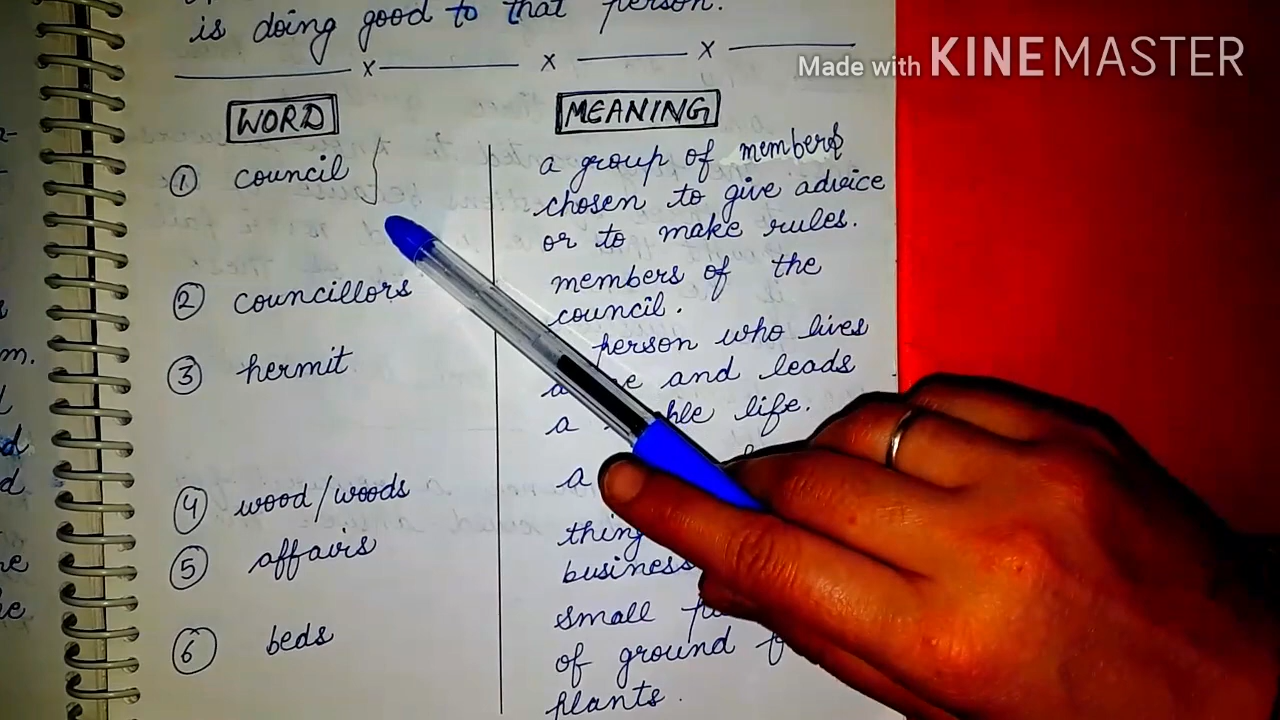 is doing good to that person.
x x x
Made with KINEMASTER
WORD MEANING
① council a group of members
chosen to give advice
or to make rules.
② councillors members of the
council.
③ hermit person who lives
and leads
a life.
④ wood/woods a
⑤ affairs
business
⑥ beds small
of ground
plants.
m.
d
d